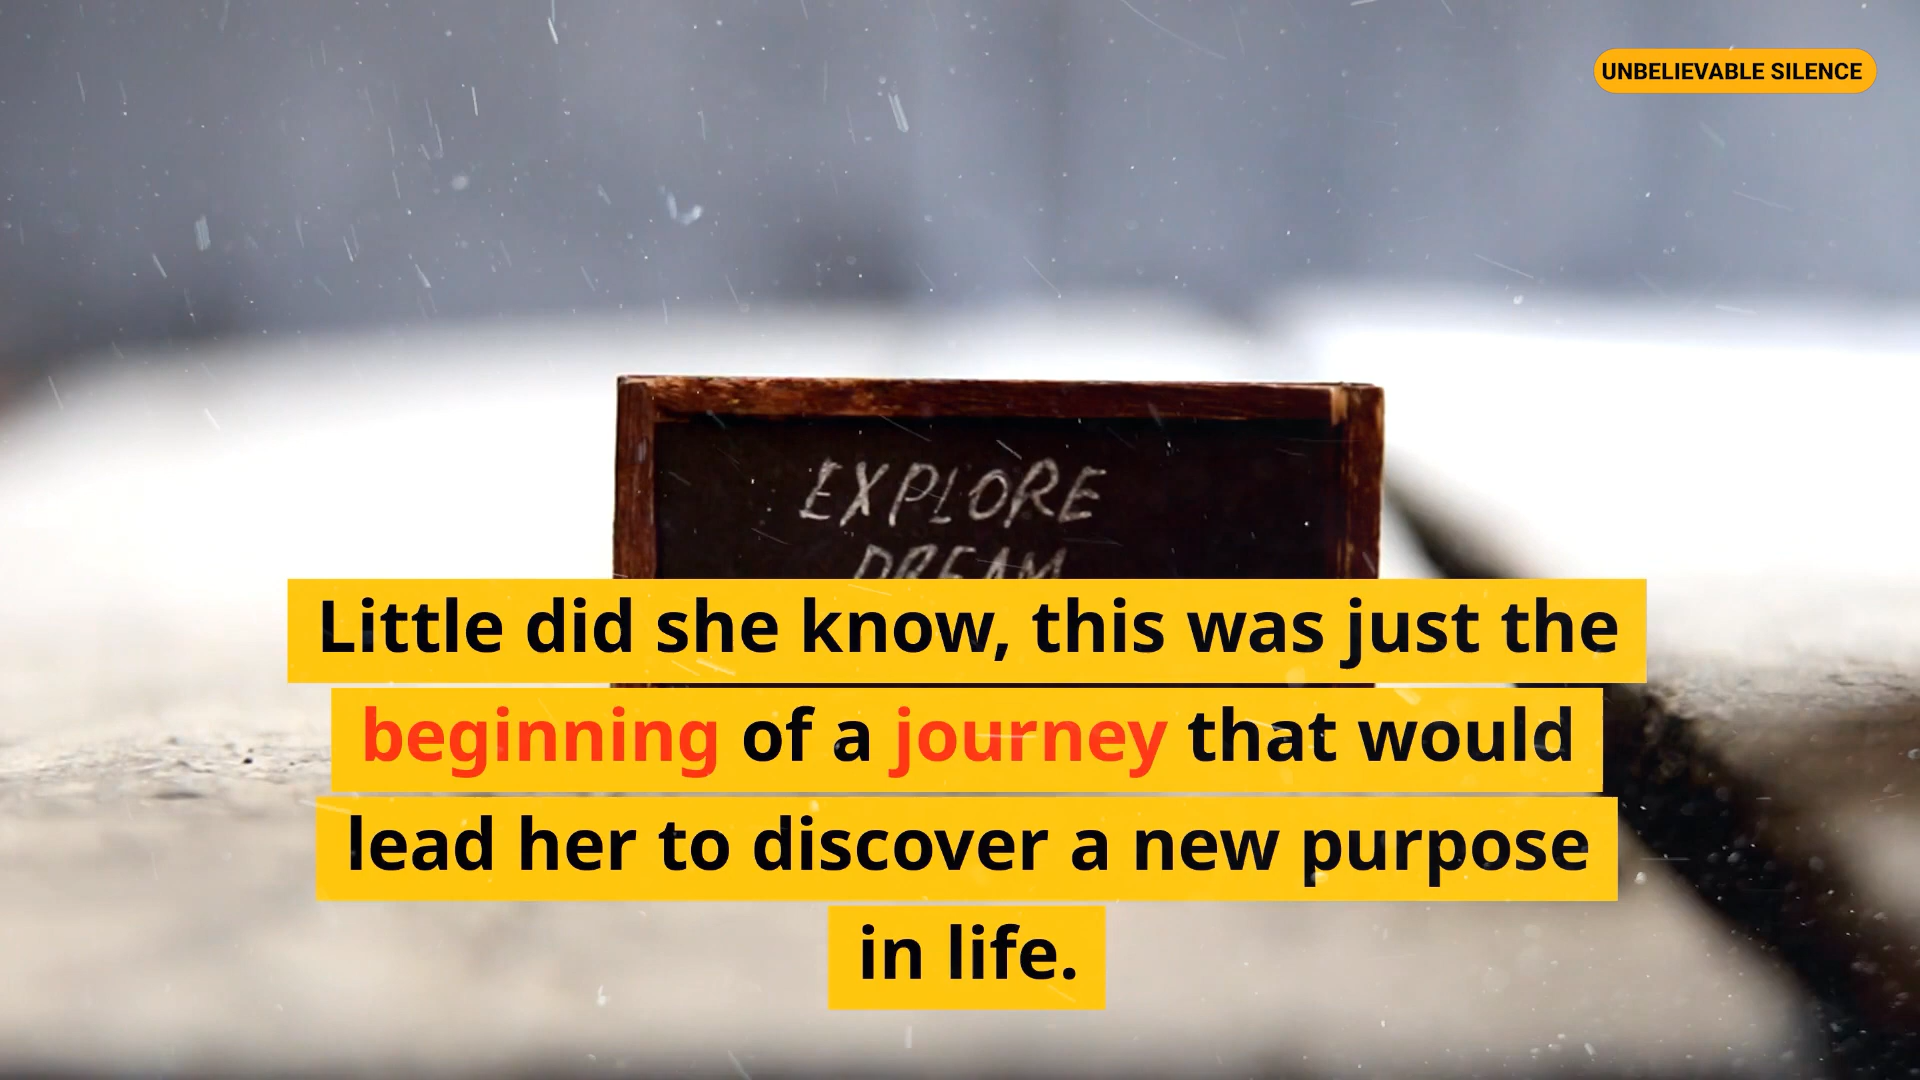 UNBELIEVABLE SILENCE
EXPLORE
DREAM
Little did she know, this was just the
beginning of a journey that would
lead her to discover a new purpose
in life.